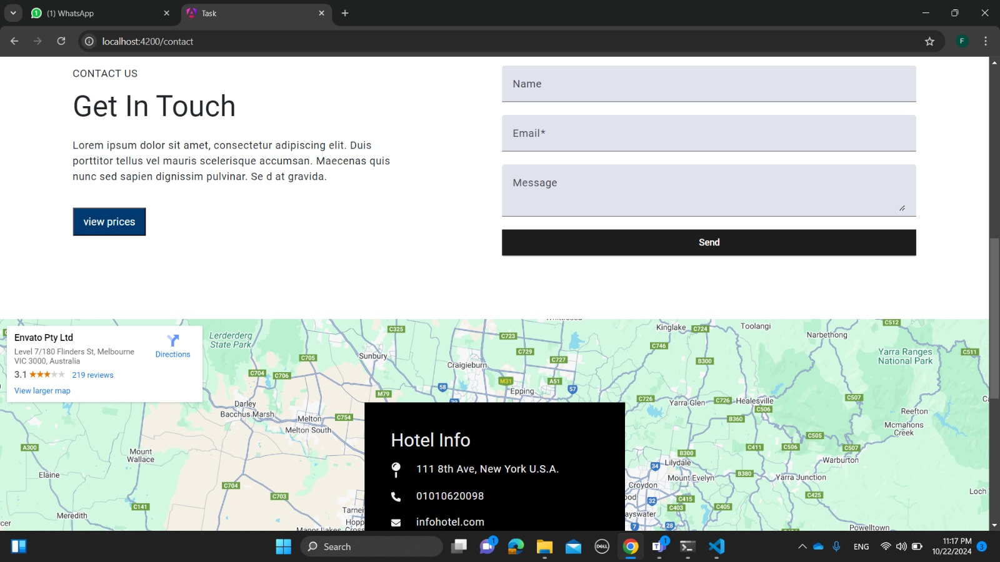 (1) WhatsApp
Task
localhost:4200/contact
F
CONTACT US
Get In Touch
Lorem ipsum dolor sit amet, consectetur adipiscing elit. Duis
porttitor tellus vel mauris scelerisque accumsan. Maecenas quis
nunc sed sapien dignissim pulvinar. Se d at gravida.
view prices
Name
Email*
Message
Send
Envato Pty Ltd
Level 7/180 Flinders St, Melbourne
VIC 3000, Australia
3.1
219 reviews
View larger map
Directions
Lerderderg
State Park
C325
C723
C729
C727
Kinglake
C724
Toolangi
C512
Narbethong
C746
B300
Yarra Ranges
National Park
C511
C705
Sunbury
Craigieburn
C704
C706
M31
A51
58
57
Epping
M79
C726
Yarra Glen
C726
Healesville
C506
C507
Darley
Bacchus Marsh
Melton
C754
Melton South
B360
Reefton
Mcmahons
Creek
C505
A300
Mount
Wallace
C411
C506
C507
B300
Warburton
34
Lilydale
Elaine
Mount Evelyn
B380
Yarra Junction
C704
C703
Croydon
32
C415
C403
C405
C425
Loch
C141
Meredith
7
28
Powelltown
Hotel Info
111 8th Ave, New York U.S.A.
01010620098
infohotel.com
Search
DELL
1
1
ENG
11:17 PM
10/22/2024
3